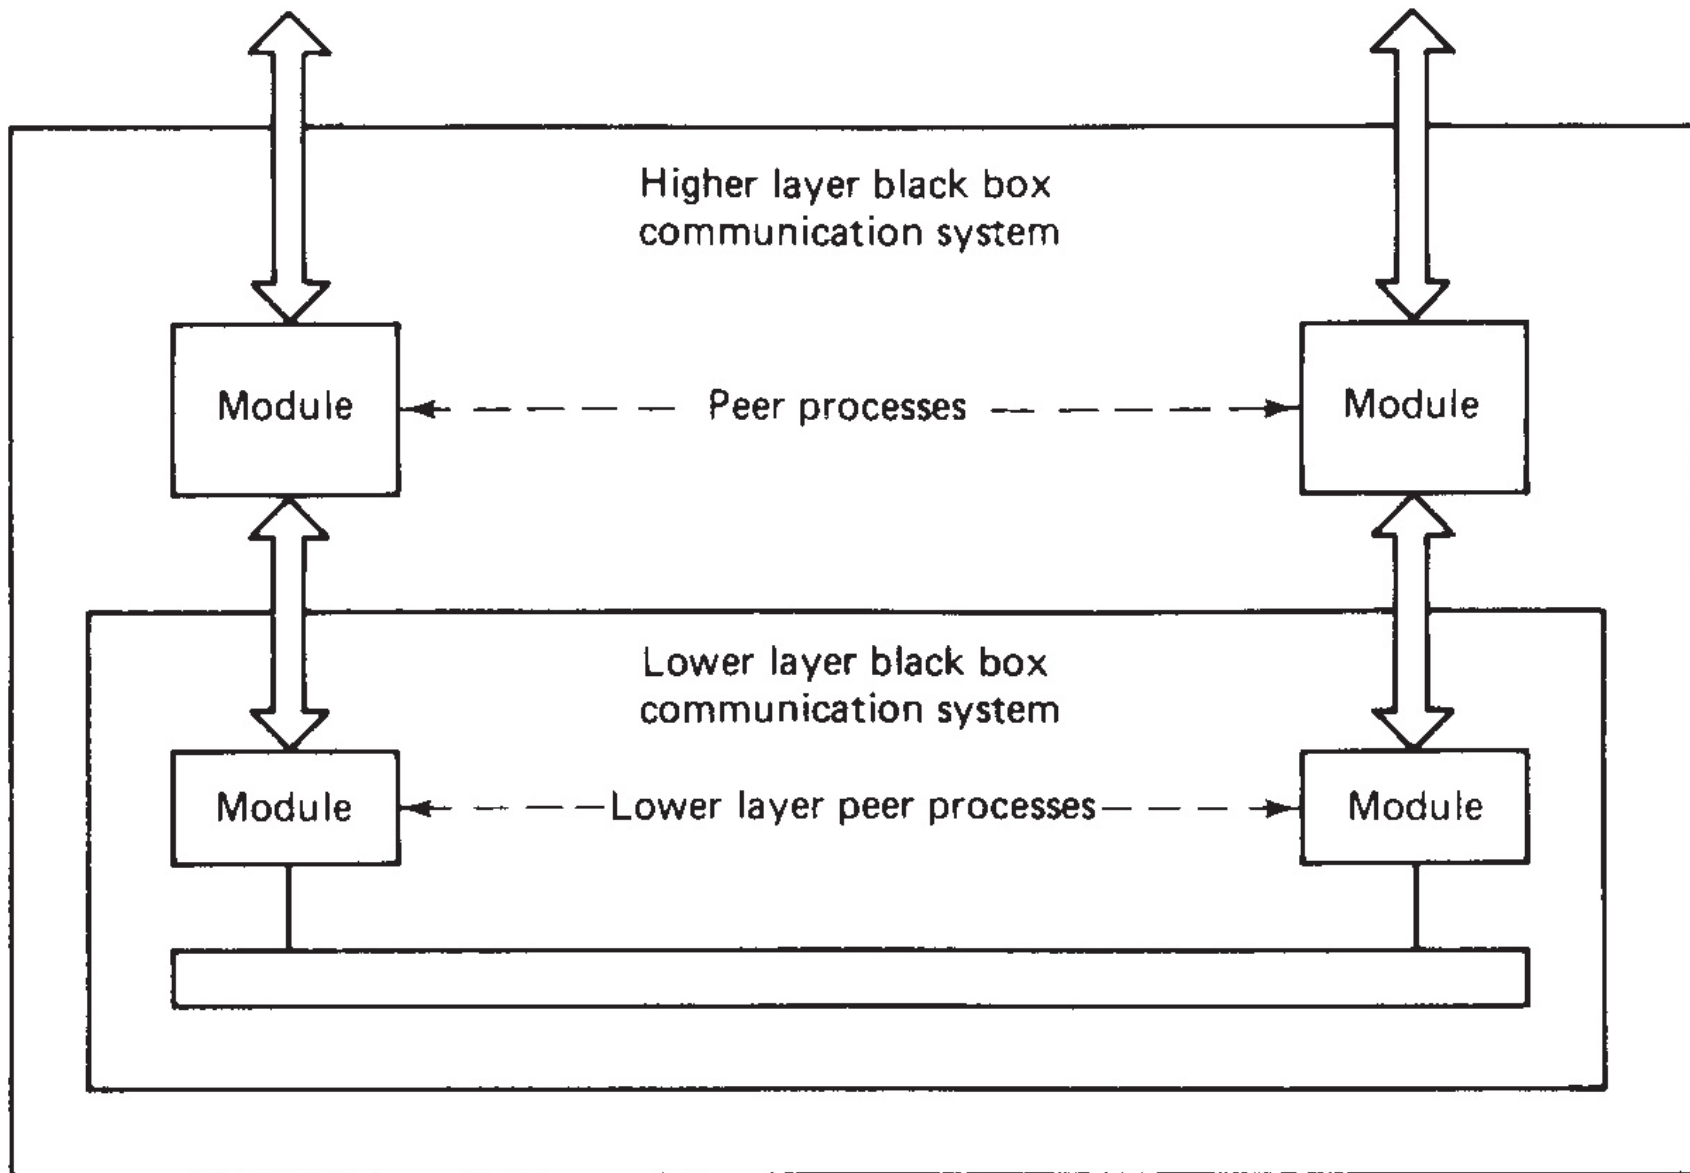 Higher layer black box
communication system
Module
Peer processes
Module
Lower layer black box
communication system
Module
Lower layer peer processes
Module